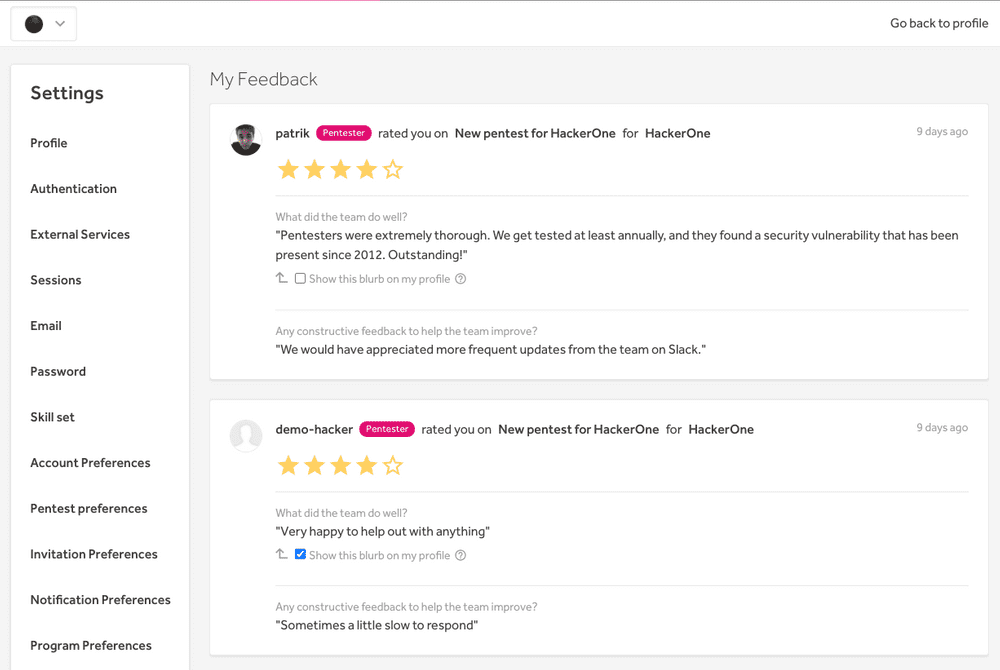 Go back to profile
Settings
Profile
Authentication
External Services
Sessions
Email
Password
Skill set
Account Preferences
Pentest preferences
Invitation Preferences
Notification Preferences
Program Preferences
My Feedback
patrik Pentester rated you on New pentest for HackerOne for HackerOne 9 days ago
What did the team do well?
"Pentesters were extremely thorough. We get tested at least annually, and they found a security vulnerability that has been
present since 2012. Outstanding!"
Show this blurb on my profile ?
Any constructive feedback to help the team improve?
"We would have appreciated more frequent updates from the team on Slack."
demo-hacker Pentester rated you on New pentest for HackerOne for HackerOne 9 days ago
What did the team do well?
"Very happy to help out with anything"
Show this blurb on my profile ?
Any constructive feedback to help the team improve?
"Sometimes a little slow to respond"